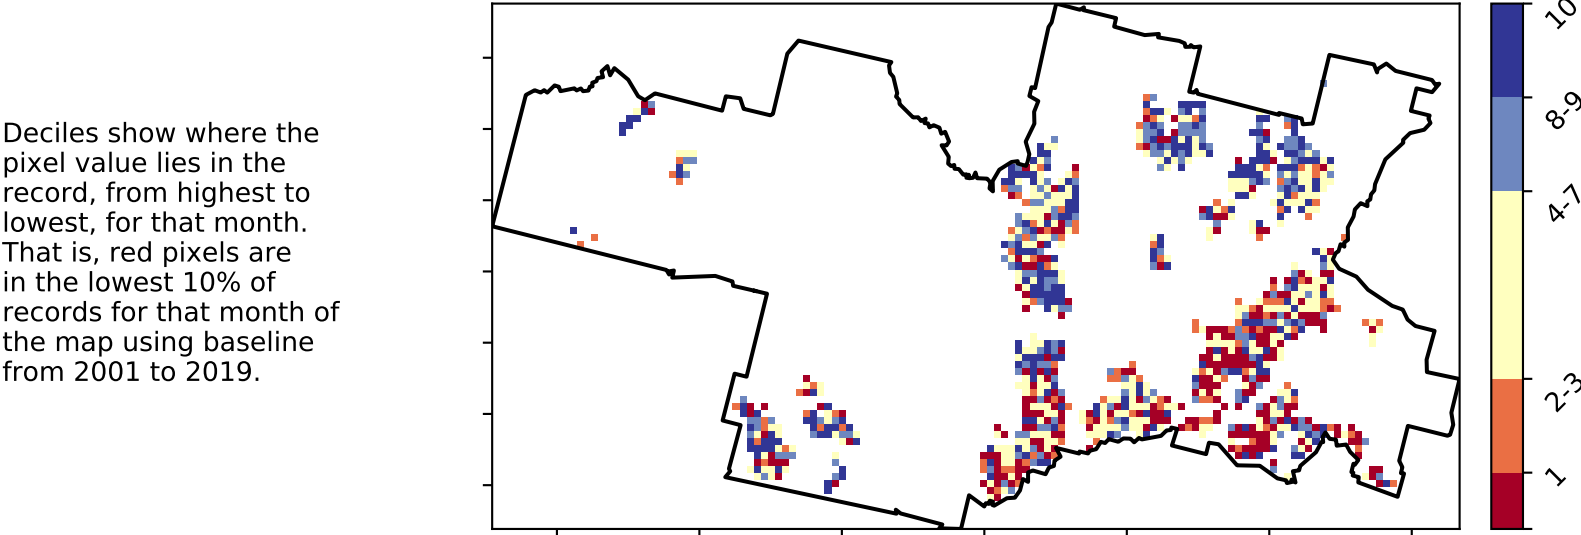 Deciles show where the
pixel value lies in the
record, from highest to
lowest, for that month.
That is, red pixels are
in the lowest 10% of
records for that month of
the map using baseline
from 2001 to 2019.
10
8-9
4-7
2-3
1